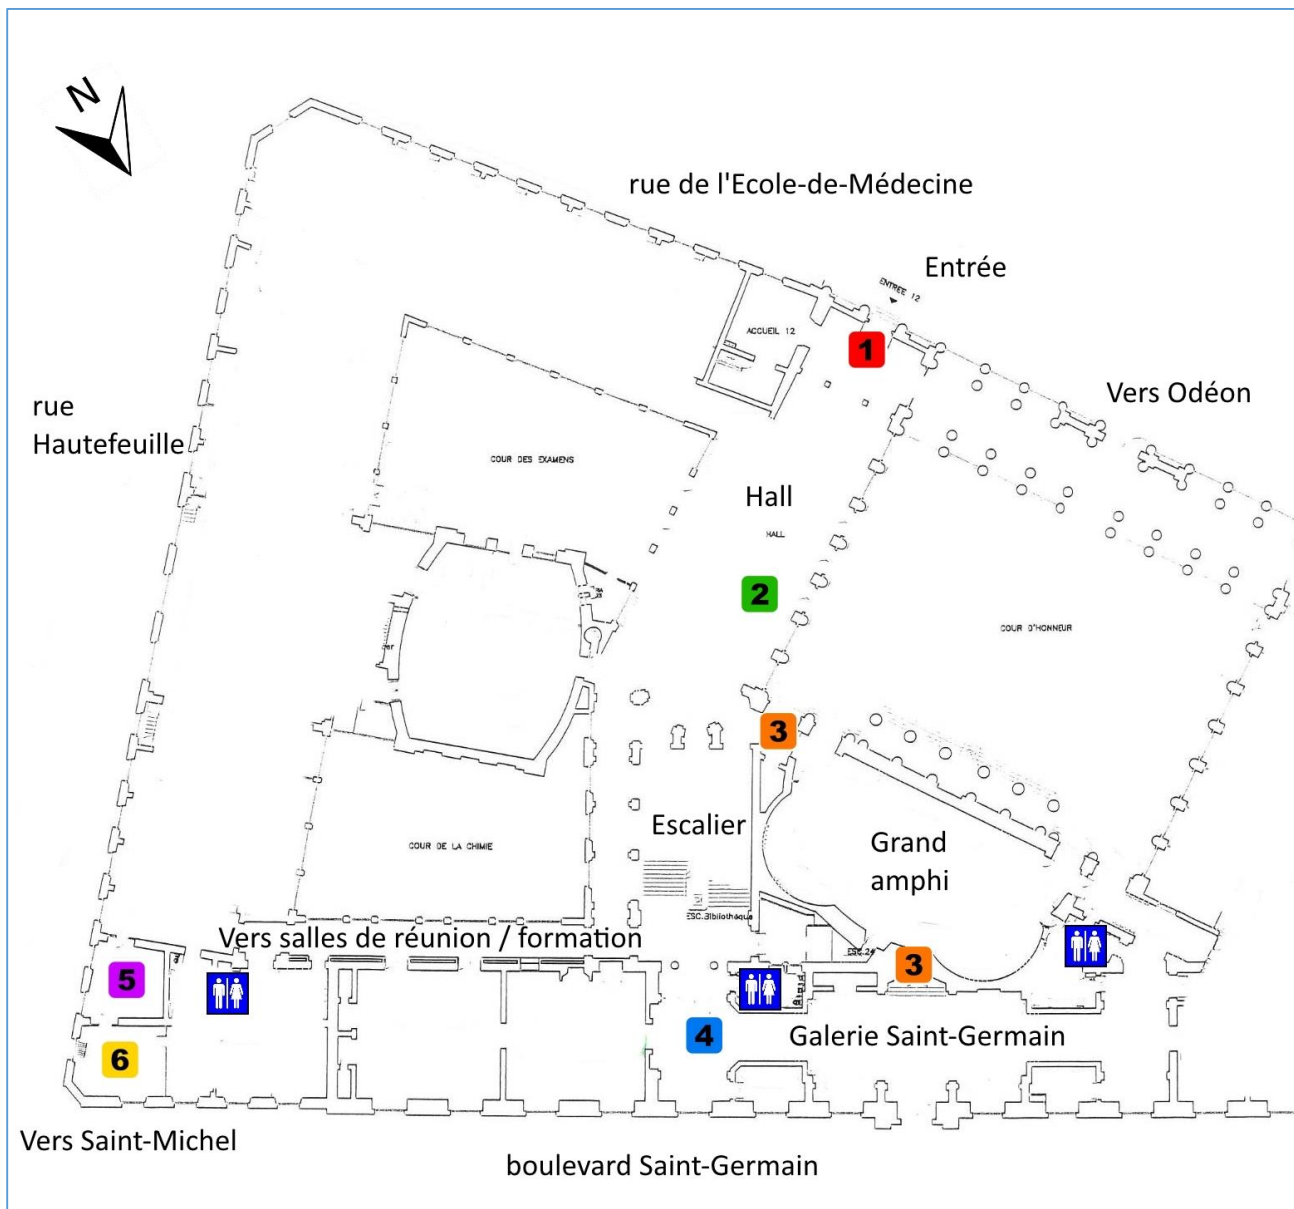 N
rue de l'Ecole-de-Médecine
Entrée
ENTREE 12
ACCUEIL 12
1
Vers Odéon
rue
Hautefeuille
COUR DES EXAMENS
Hall
HALL
2
COUR D'HONNEUR
3
Escalier
Grand
amphi
COUR DE LA CHIMIE
ESC.Bibliothèque
Vers salles de réunion / formation
ESC.24
3
5
4
Galerie Saint-Germain
6
Vers Saint-Michel
boulevard Saint-Germain